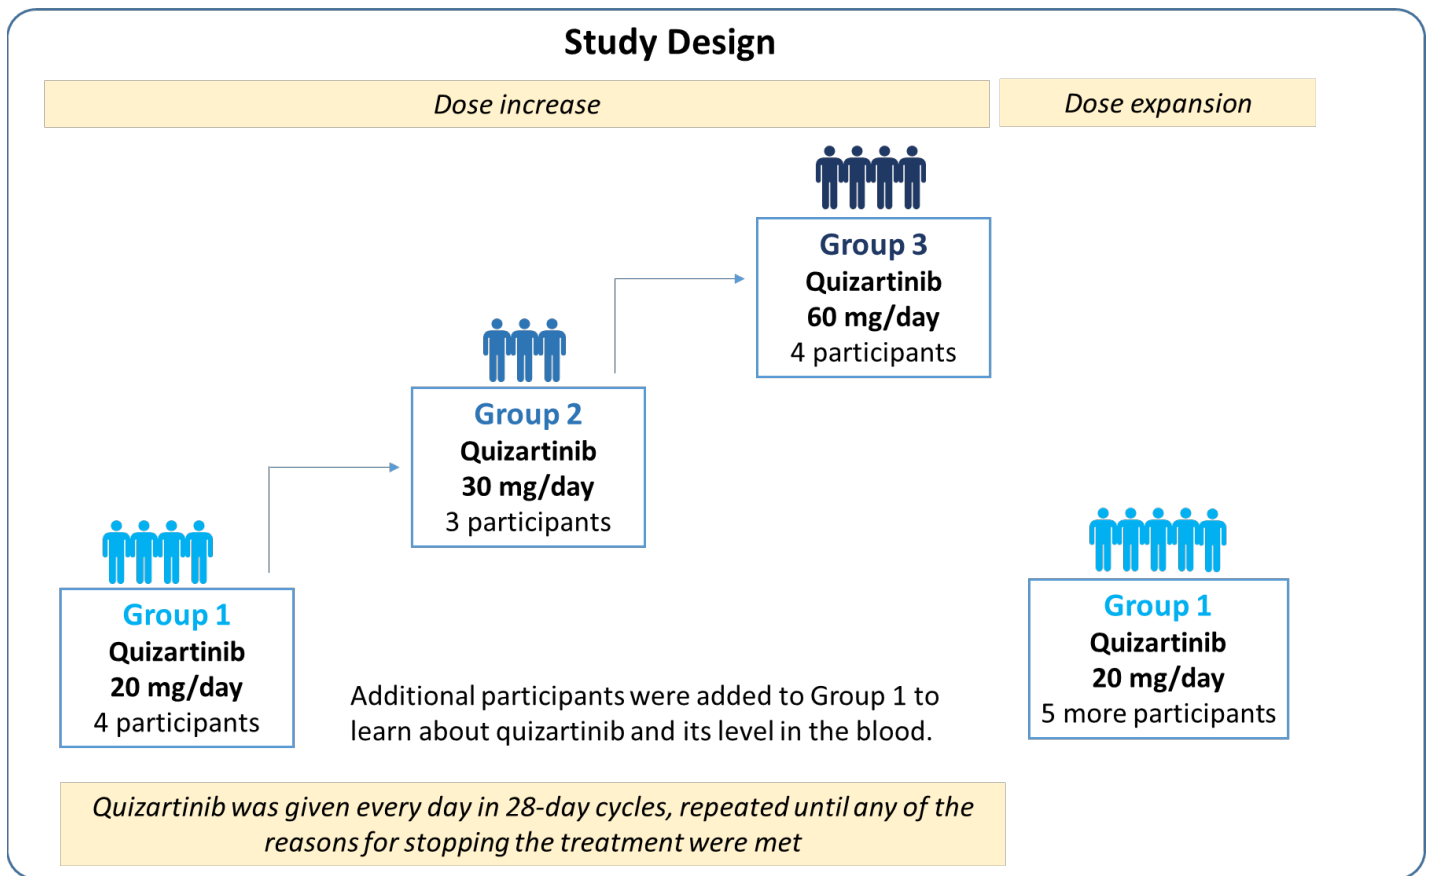 Study Design
Dose increase
Dose expansion
Group 3
Quizartinib
60 mg/day
4 participants
Group 2
Quizartinib
30 mg/day
3 participants
Group 1
Quizartinib
20 mg/day
4 participants
Additional participants were added to Group 1 to
learn about quizartinib and its level in the blood.
Group 1
Quizartinib
20 mg/day
5 more participants
Quizartinib was given every day in 28-day cycles, repeated until any of the
reasons for stopping the treatment were met